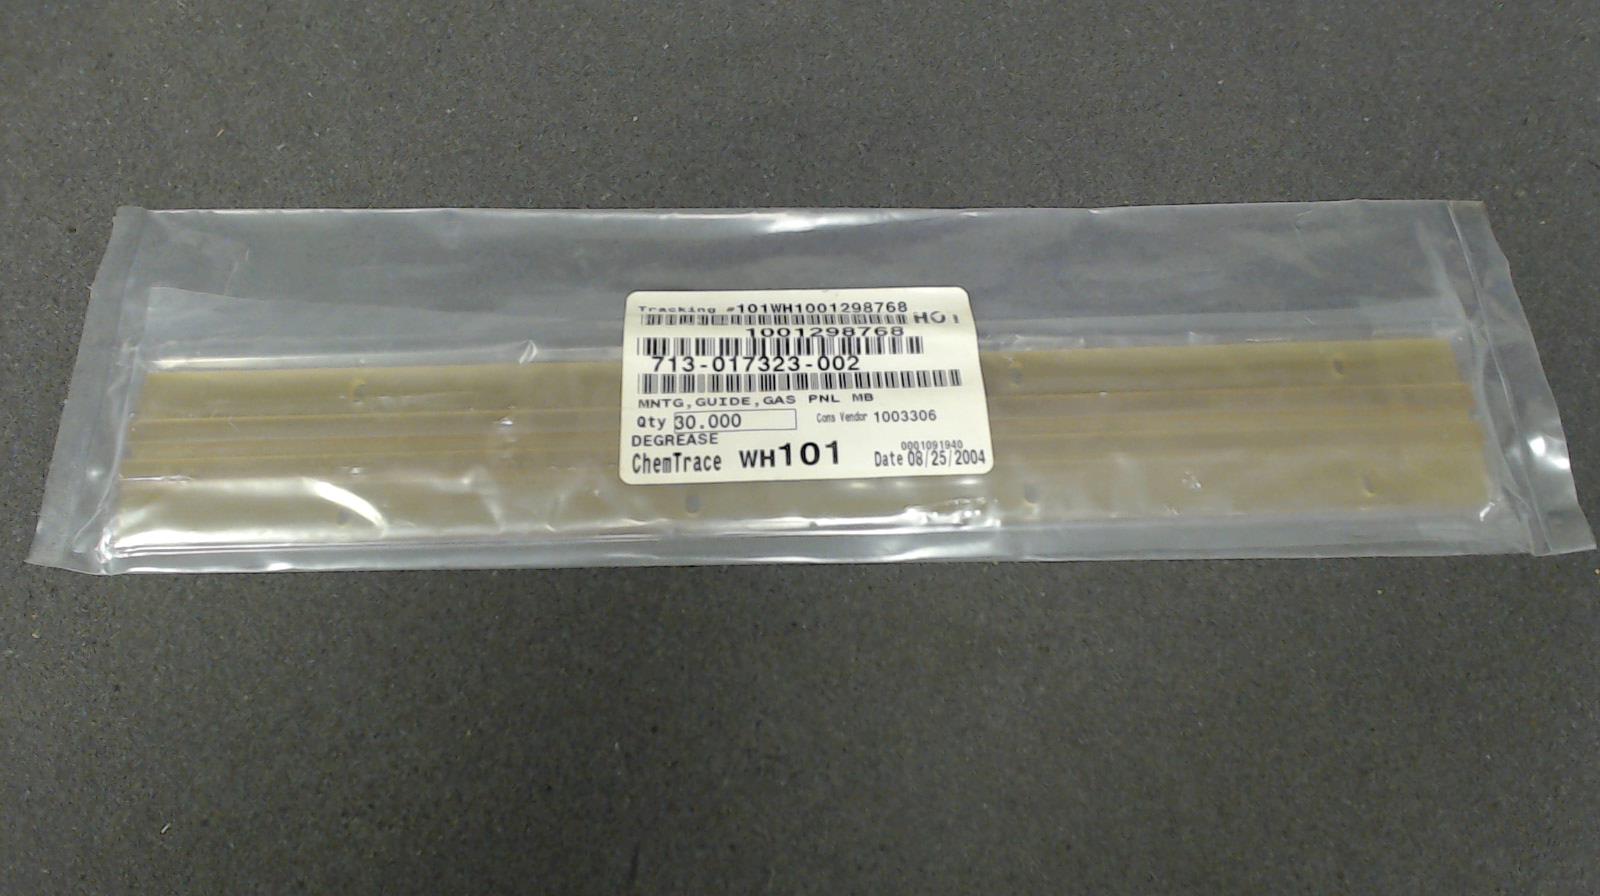 Tracking #101WH1001298768
HOT
1001298768
713-017323-002
MNTG,GUIDE,GAS PNL MB
Qty 30.000 Cons Vendor 1003306
DEGREASE
0001091940
ChemTrace WH101 Date 08/25/2004